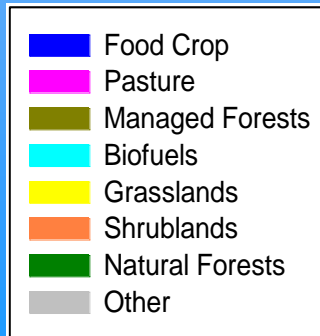 Food Crop
Pasture
Managed Forests
Biofuels
Grasslands
Shrublands
Natural Forests
Other